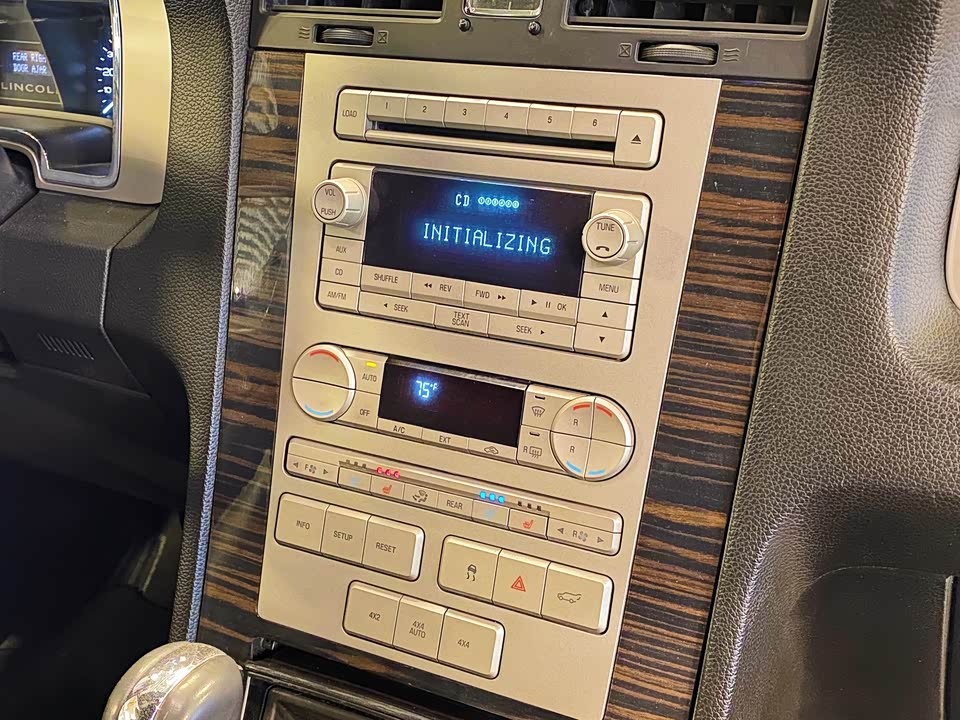 REAR RIGHT
DOOR AJAR
LINCOL
LOAD 1 2 3 4 5 6
VOL
PUSH
CD
INITIALIZING
TUNE
AUX
CD
AM/FM
SHUFFLE
REV
FWD
OK
MENU
SEEK
TEXT
SCAN
SEEK
AUTO
OFF
75°F
A/C
EXT
R
R
R
F
REAR
R
INFO
SETUP
RESET
4X2
4X4
AUTO
4X4